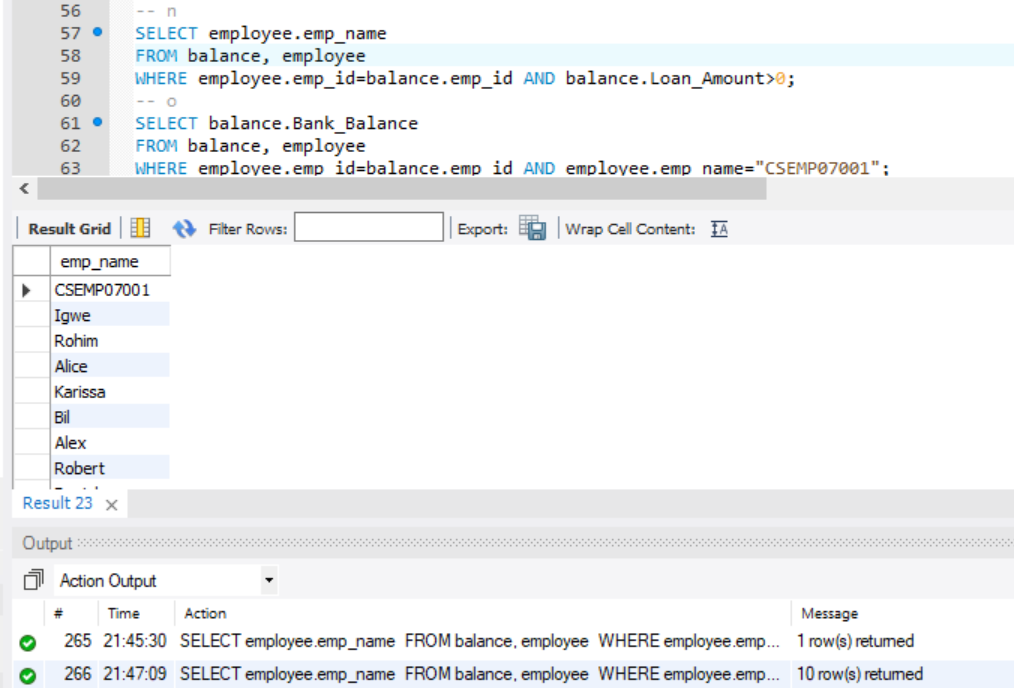 56 -- n
57 SELECT employee.emp_name
58 FROM balance, employee
59 WHERE employee.emp_id=balance.emp_id AND balance.Loan_Amount>0;
60 -- o
61 SELECT balance.Bank_Balance
62 FROM balance, employee
63 WHERE employee.emp_id=balance.emp_id AND employee.emp_name="CSEMP07001";
Result Grid Filter Rows: Export: Wrap Cell Content:
emp_name
CSEMP07001
Igwe
Rohim
Alice
Karissa
Bil
Alex
Robert
Result 23
Output
Action Output
# Time Action Message
265 21:45:30 SELECT employee.emp_name FROM balance, employee WHERE employee.emp... 1 row(s) returned
266 21:47:09 SELECT employee.emp_name FROM balance, employee WHERE employee.emp... 10 row(s) returned